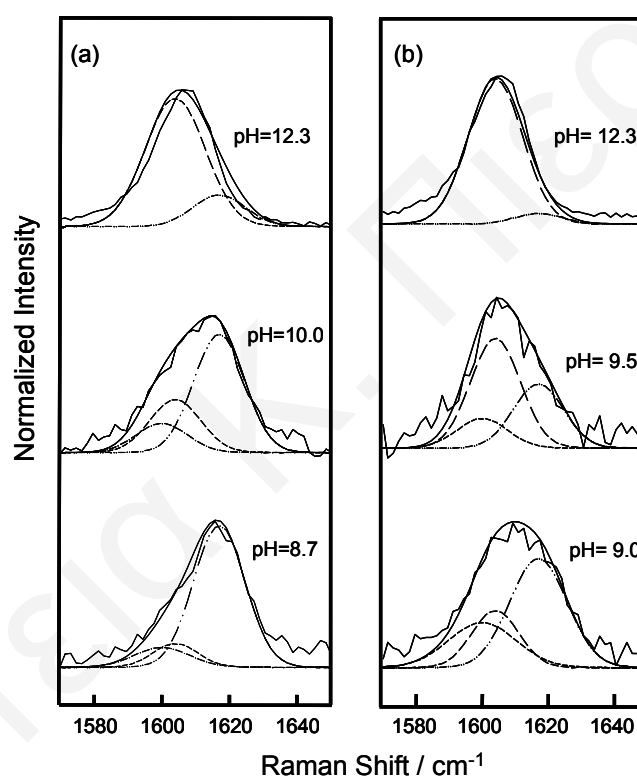 (a)
(b)
pH=12.3
pH= 12.3
pH=10.0
pH= 9.5
pH=8.7
pH= 9.0
Normalized Intensity
1580 1600 1620 1640
1580 1600 1620 1640
Raman Shift / cm-1